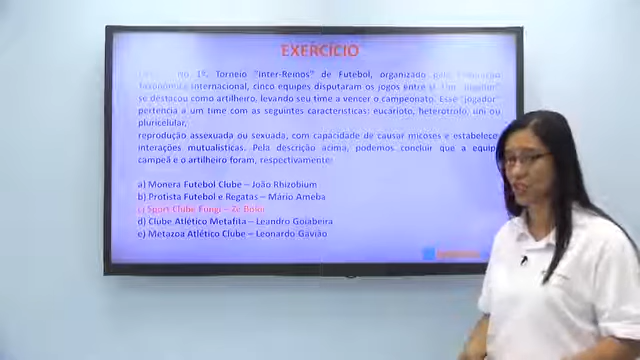 EXERCÍCIO
No 1º. Torneio "Inter-Reinos" de Futebol, organizado pela
Taxonômica Internacional, cinco equipes disputaram os jogos entre si. Um "jogador"
se destacou como artilheiro, levando seu time a vencer o campeonato. Esse "jogador"
pertencia a um time com as seguintes características: eucarioto, heterótrofo, uni ou
pluricelular,
reprodução assexuada ou sexuada, com capacidade de causar micoses e estabelecer
interações mutualísticas. Pela descrição acima, podemos concluir que a equipe
campeã e o artilheiro foram, respectivamente:
a) Monera Futebol Clube – João Rhizobium
b) Protista Futebol e Regatas – Mário Ameba
c) Sport Clube Fungi – Zé Bolor
d) Clube Atlético Metafita – Leandro Goiabeira
e) Metazoa Atlético Clube – Leonardo Gavião